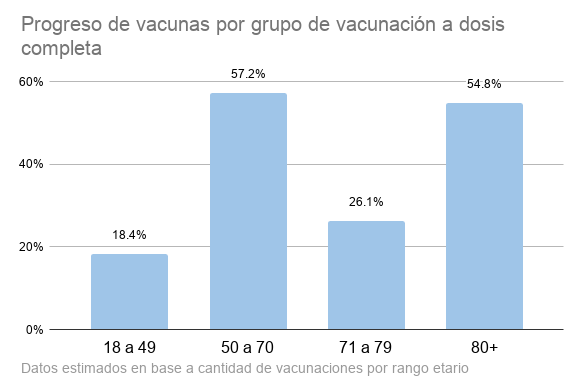 Progreso de vacunas por grupo de vacunación a dosis
completa
60%
40%
20%
0%
18.4%
57.2%
26.1%
54.8%
18 a 49
50 a 70
71 a 79
80+
Datos estimados en base a cantidad de vacunaciones por rango etario